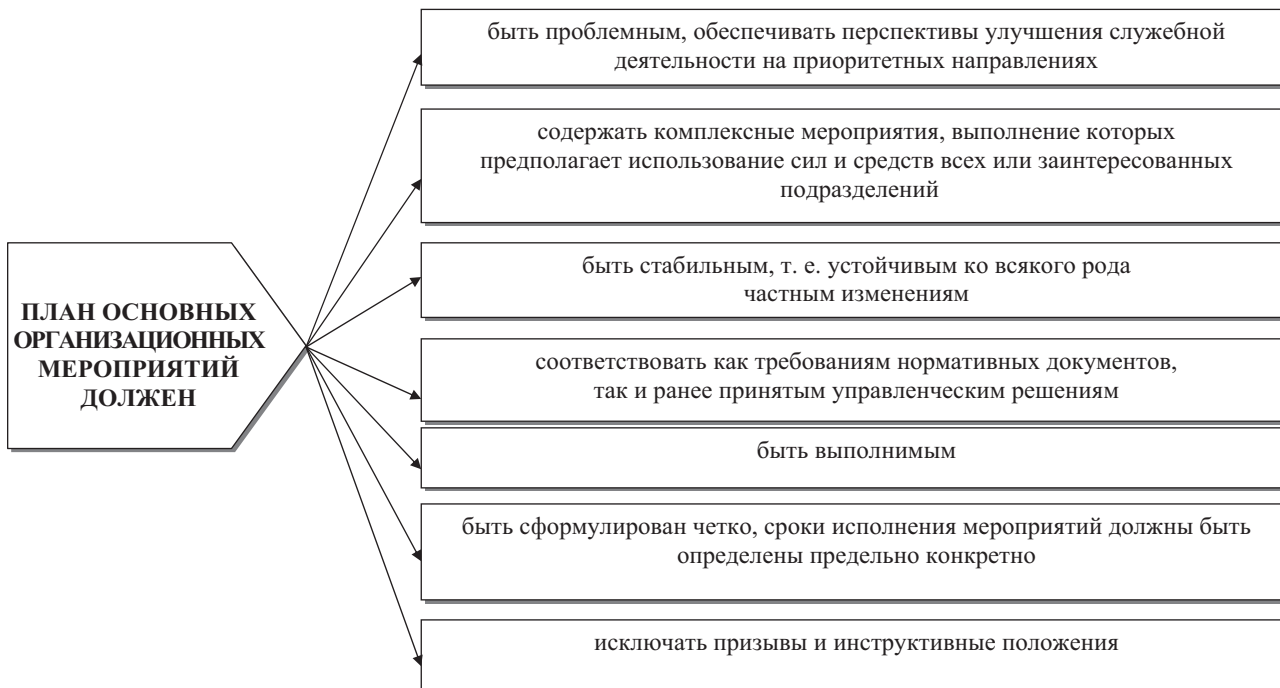 ПЛАН ОСНОВНЫХ
ОРГАНИЗАЦИОННЫХ
МЕРОПРИЯТИЙ
ДОЛЖЕН
быть проблемным, обеспечивать перспективы улучшения служебной
деятельности на приоритетных направлениях
содержать комплексные мероприятия, выполнение которых
предполагает использование сил и средств всех или заинтересованных
подразделений
быть стабильным, т. е. устойчивым ко всякого рода
частным изменениям
соответствовать как требованиям нормативных документов,
так и ранее принятым управленческим решениям
быть выполнимым
быть сформулирован четко, сроки исполнения мероприятий должны быть
определены предельно конкретно
исключать призывы и инструктивные положения